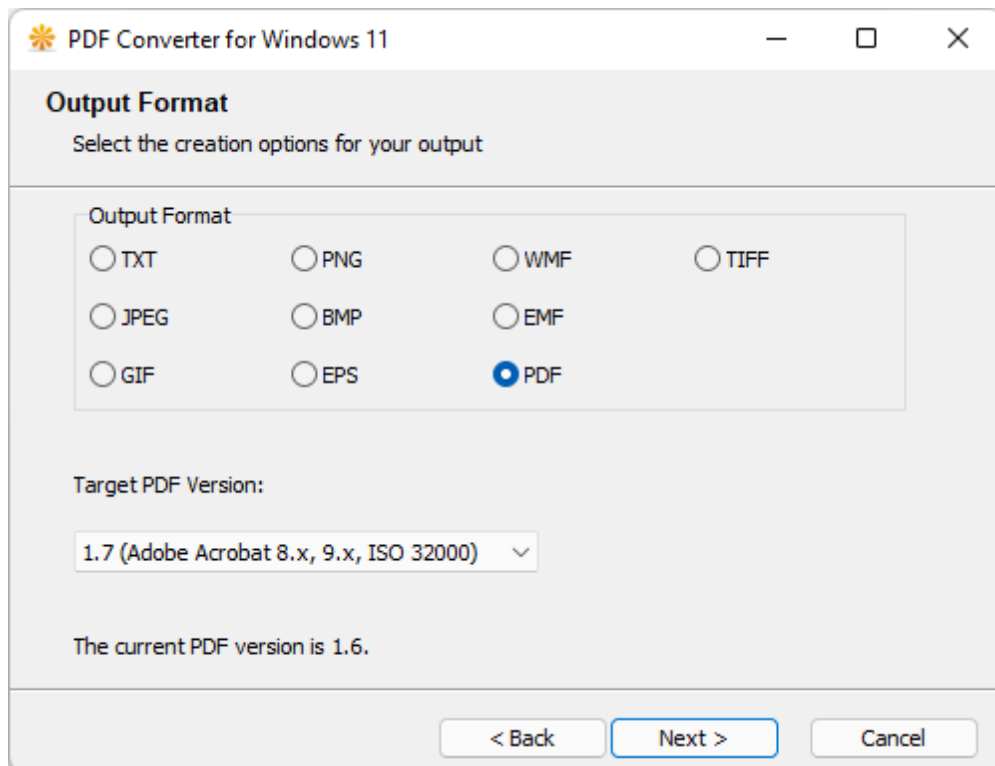 PDF Converter for Windows 11
Output Format
Select the creation options for your output
Output Format
TXT PNG WMF TIFF
JPEG BMP EMF
GIF EPS PDF
Target PDF Version:
1.7 (Adobe Acrobat 8.x, 9.x, ISO 32000)
The current PDF version is 1.6.
< Back Next > Cancel